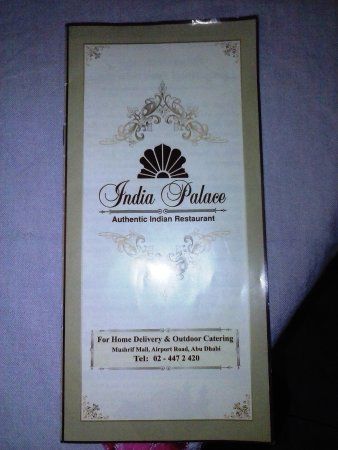 India Palace
Authentic Indian Restaurant
For Home Delivery & Outdoor Catering
Mushrif Mall, Airport Road, Abu Dhabi
Tel: 02 - 447 2 420